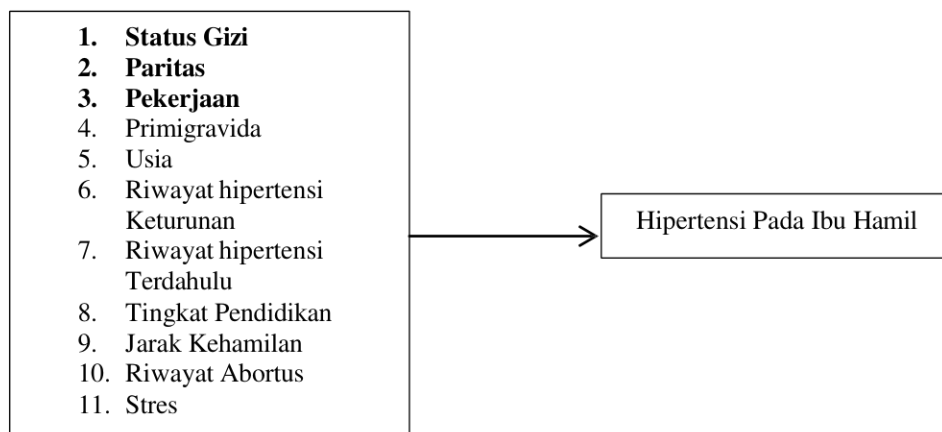 1. Status Gizi
2. Paritas
3. Pekerjaan
4. Primigravida
5. Usia
6. Riwayat hipertensi
Keturunan
7. Riwayat hipertensi
Terdahulu
8. Tingkat Pendidikan
9. Jarak Kehamilan
10. Riwayat Abortus
11. Stres
Hipertensi Pada Ibu Hamil